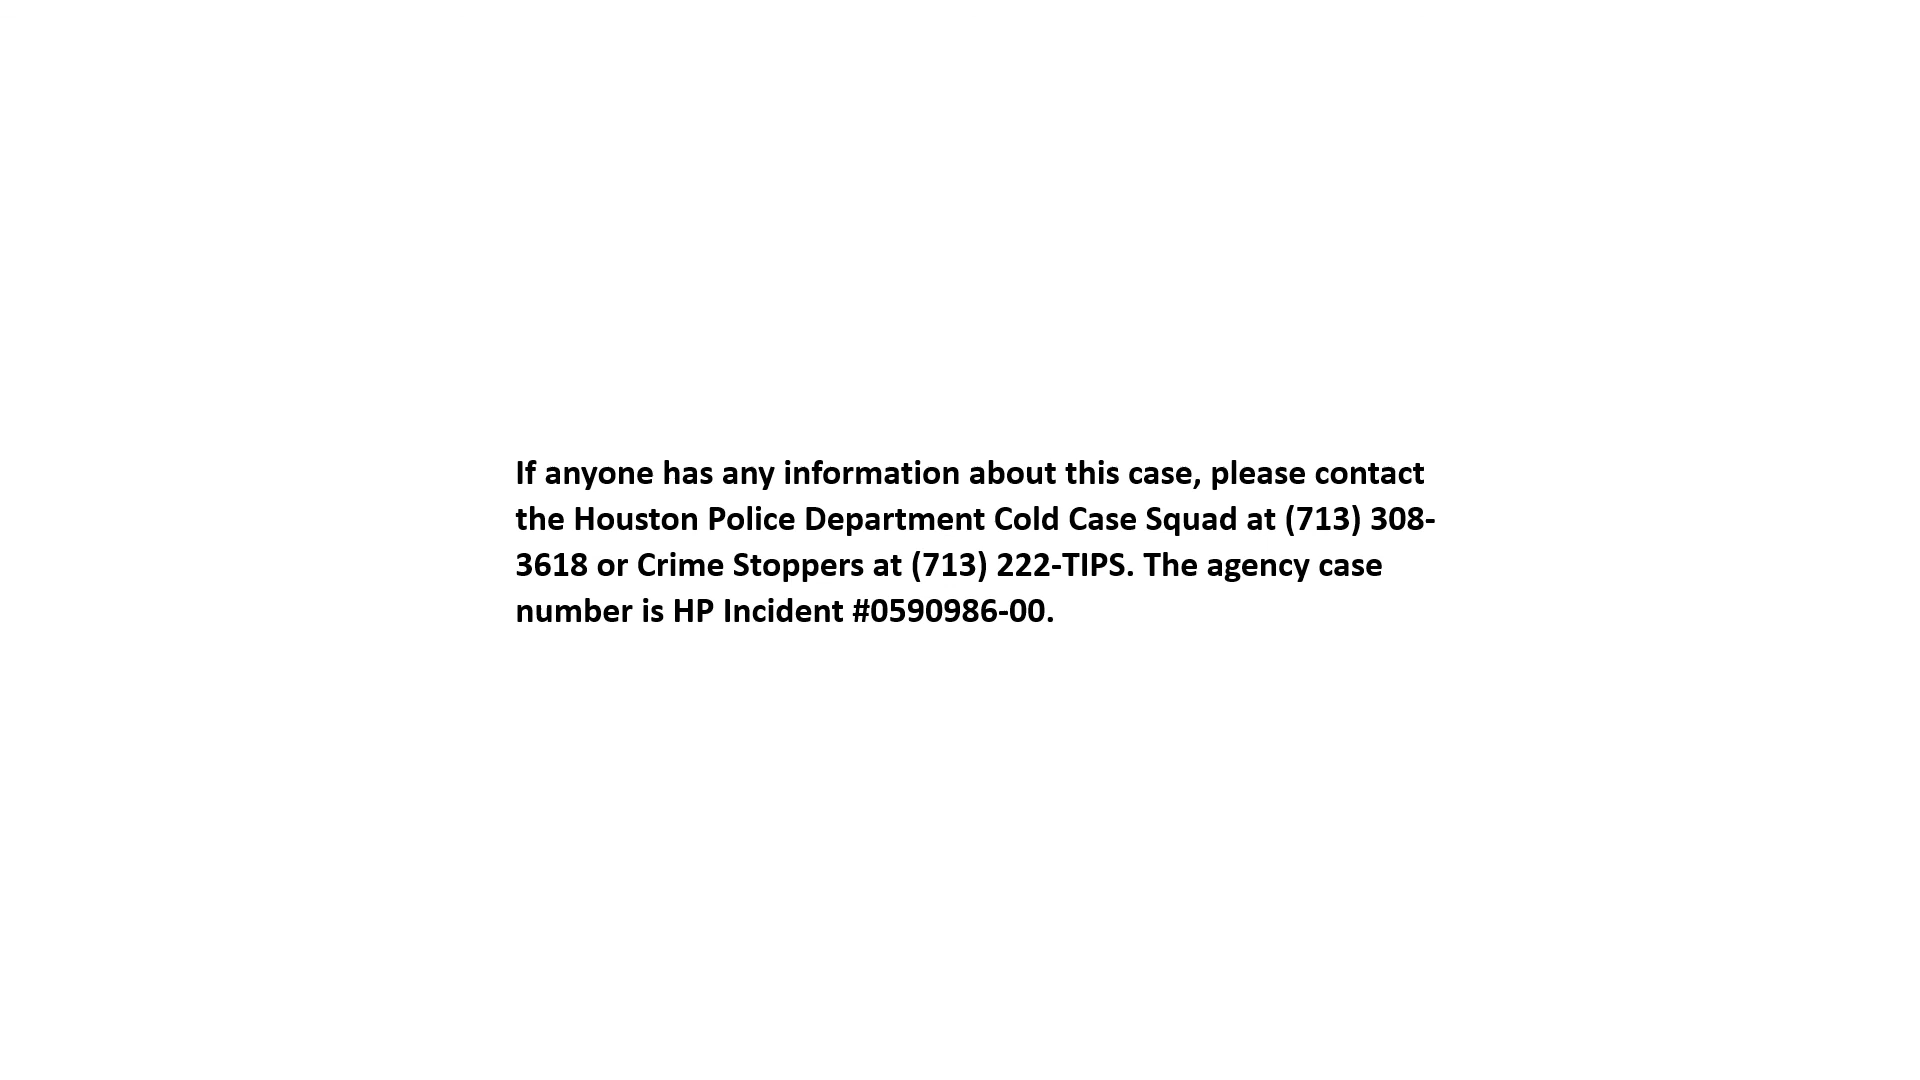 If anyone has any information about this case, please contact
the Houston Police Department Cold Case Squad at (713) 308-
3618 or Crime Stoppers at (713) 222-TIPS. The agency case
number is HP Incident #0590986-00.